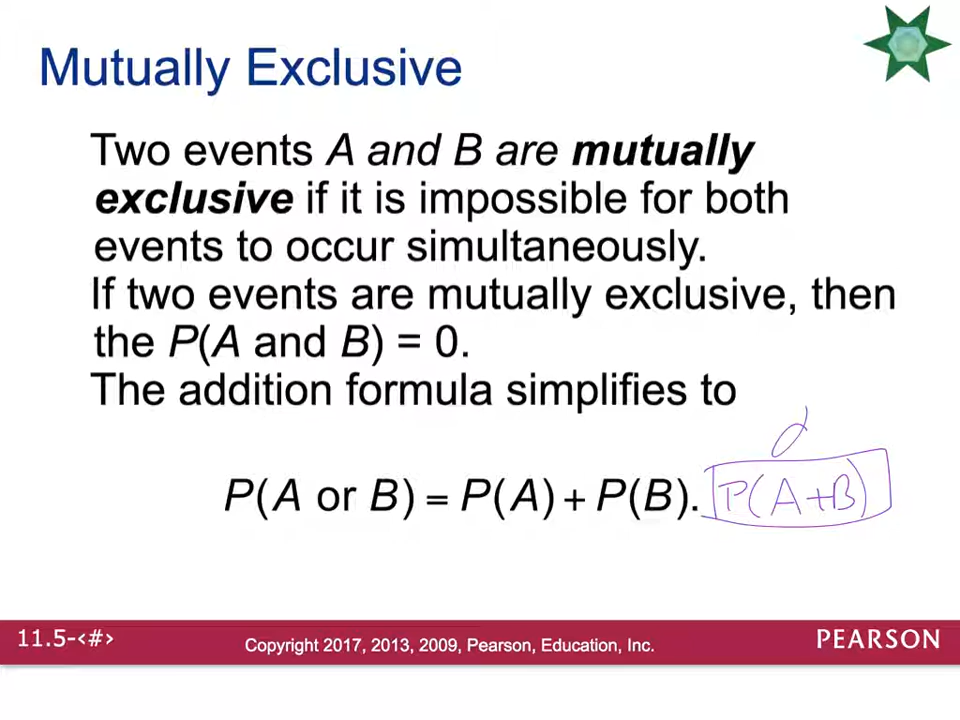 Mutually Exclusive
Two events A and B are mutually
exclusive if it is impossible for both
events to occur simultaneously.
If two events are mutually exclusive, then
the P(A and B) = 0.
The addition formula simplifies to
P(A or B) = P(A) + P(B). P(A+B)
11.5-<#>
Copyright 2017, 2013, 2009, Pearson, Education, Inc.
PEARSON